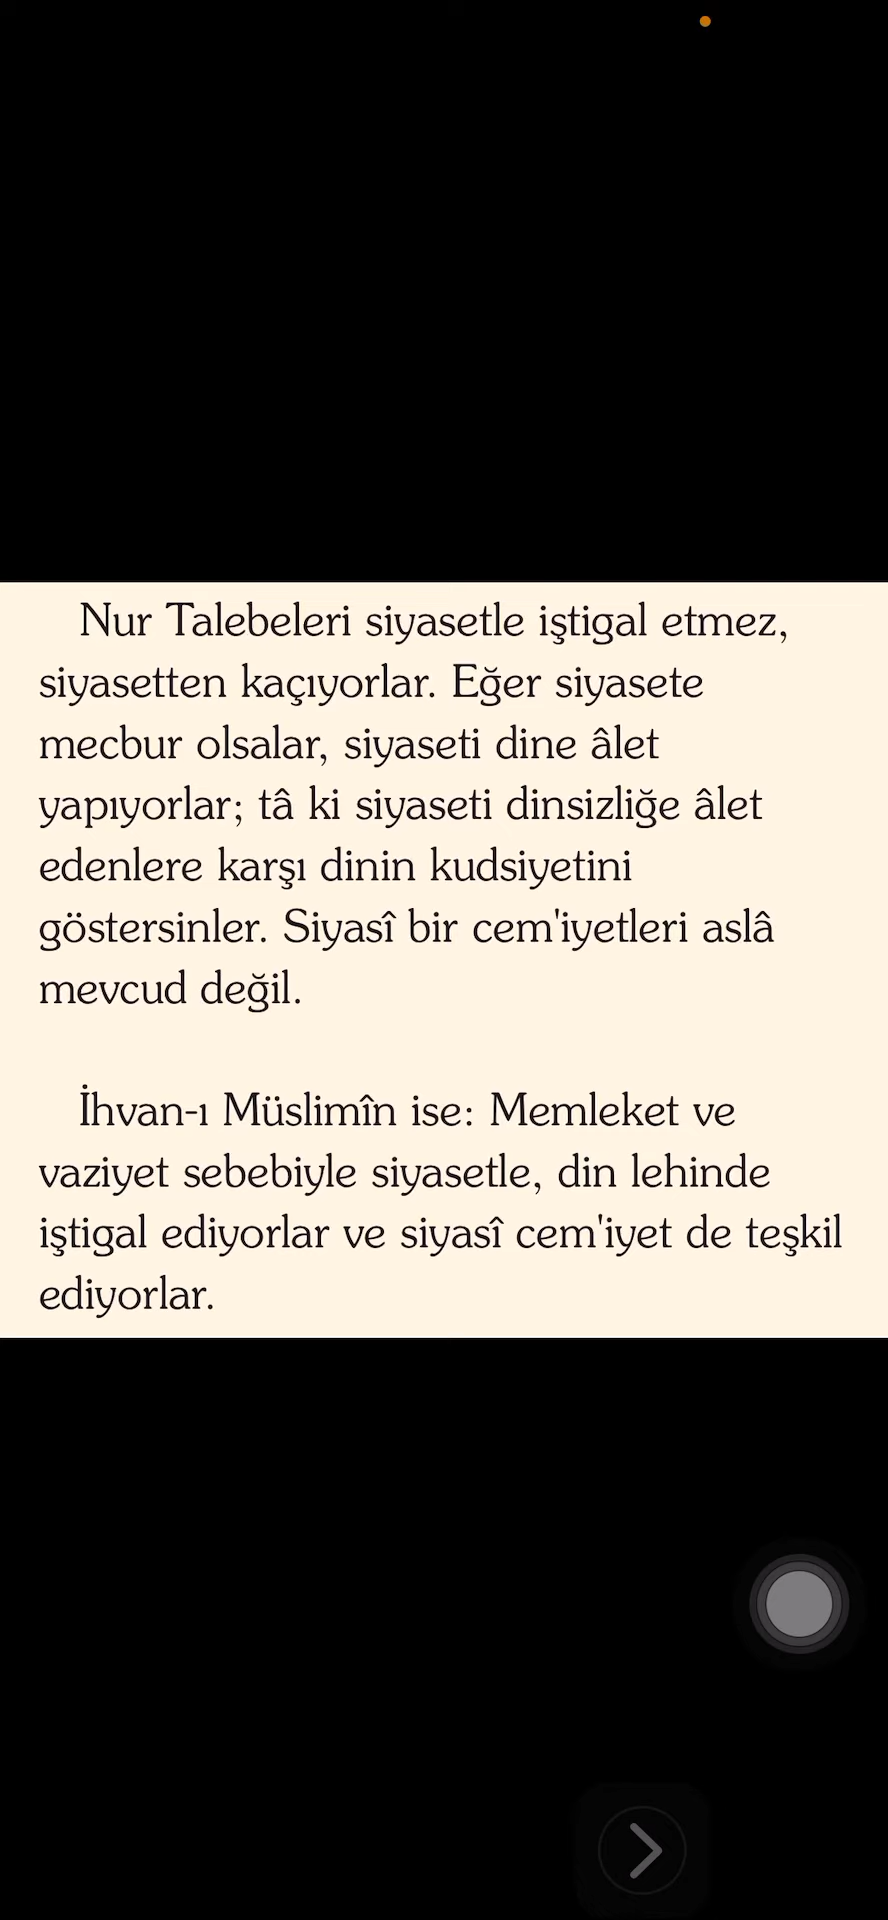 Nur Talebeleri siyasetle iştigal etmez,
siyasetten kaçıyorlar. Eğer siyasete
mecbur olsalar, siyaseti dine âlet
yapıyorlar; tâ ki siyaseti dinsizliğe âlet
edenlere karşı dinin kudsiyetini
göstersinler. Siyasî bir cem'iyetleri aslâ
mevcud değil.
İhvan-ı Müslimîn ise: Memleket ve
vaziyet sebebiyle siyasetle, din lehinde
iştigal ediyorlar ve siyasî cem'iyet de teşkil
ediyorlar.